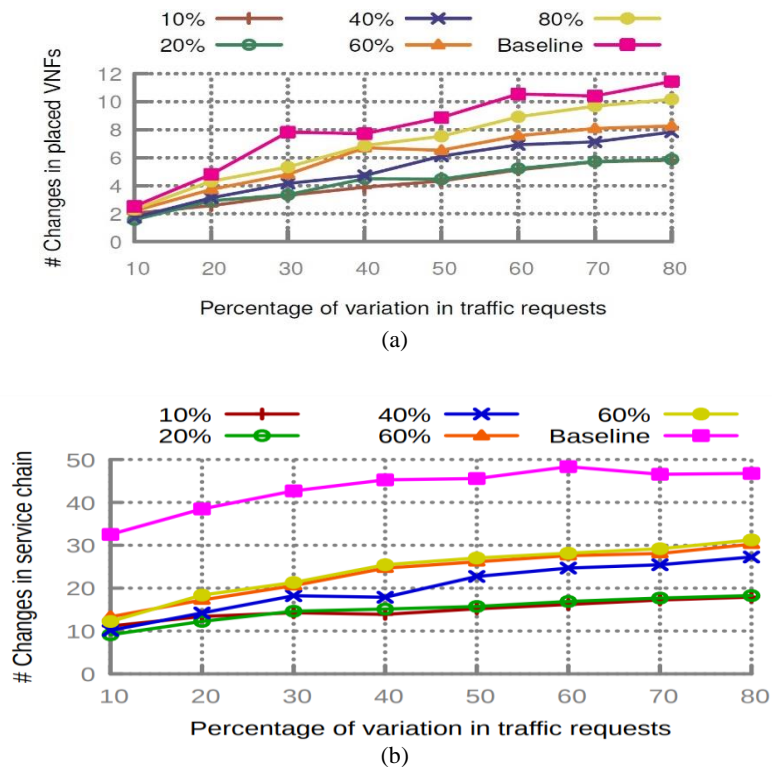 10% 40% 80%
20% 60% Baseline
# Changes in placed VNFs
12
10
8
6
4
2
0
10 20 30 40 50 60 70 80
Percentage of variation in traffic requests
(a)
10% 40% 60%
20% 60% Baseline
# Changes in service chain
50
40
30
20
10
0
10 20 30 40 50 60 70 80
Percentage of variation in traffic requests
(b)